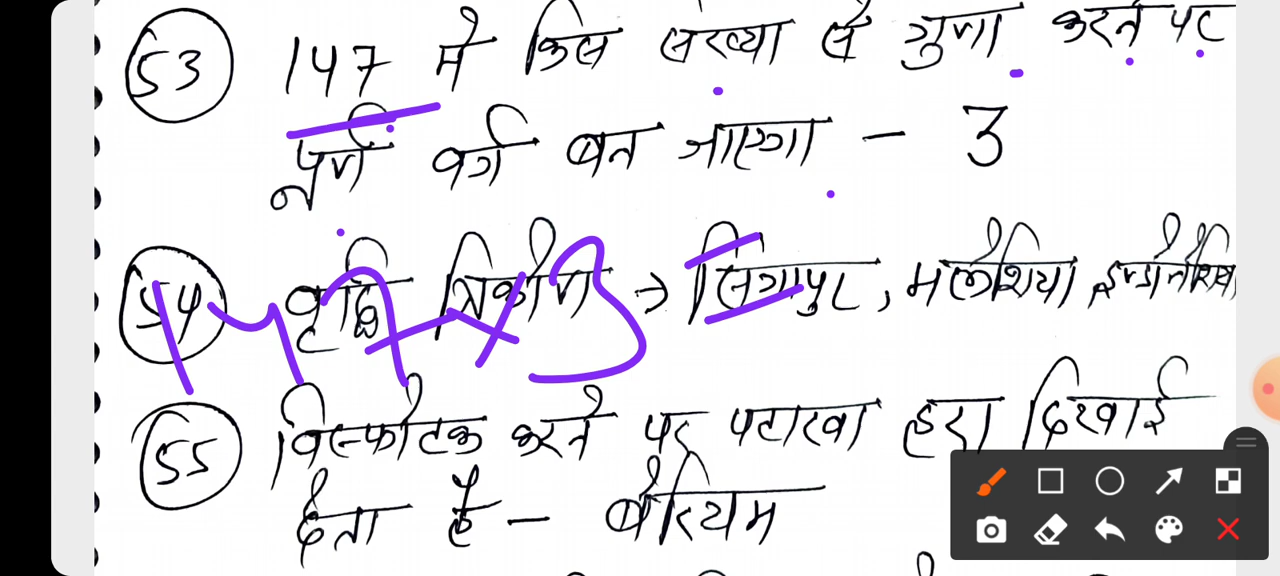 53 147 में किस संख्या से गुणा करने पर
पूर्ण वर्ग बन जाएगा - 3
54 वृद्धि त्रिकोण → सिंगापुर, मलेशिया इण्डोनेशिया
147×3
55 विस्फोटक करने पर पटाखा हरा दिखाई
देता है - बेरियम